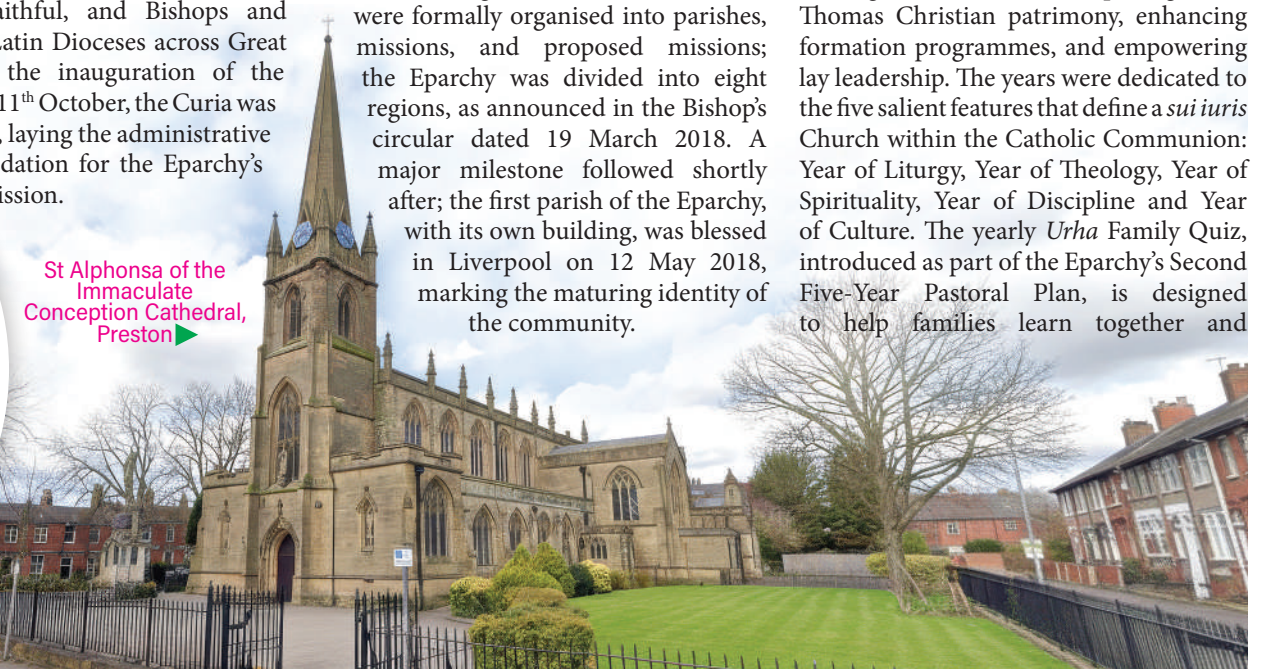 aithful, and Bishops and
Latin Dioceses across Great
the inauguration of the
11th October, the Curia was
, laying the administrative
dation for the Eparchy's
ission.
St Alphonsa of the
Immaculate
Conception Cathedral,
Preston▶
were formally organised into parishes,
missions, and proposed missions;
the Eparchy was divided into eight
regions, as announced in the Bishop's
circular dated 19 March 2018. A
major milestone followed shortly
after; the first parish of the Eparchy,
with its own building, was blessed
in Liverpool on 12 May 2018,
marking the maturing identity of
the community.
Thomas Christian patrimony, enhancing
formation programmes, and empowering
lay leadership. The years were dedicated to
the five salient features that define a sui iuris
Church within the Catholic Communion:
Year of Liturgy, Year of Theology, Year of
Spirituality, Year of Discipline and Year
of Culture. The yearly Urha Family Quiz,
introduced as part of the Eparchy's Second
Five-Year Pastoral Plan, is designed
to help families learn together and